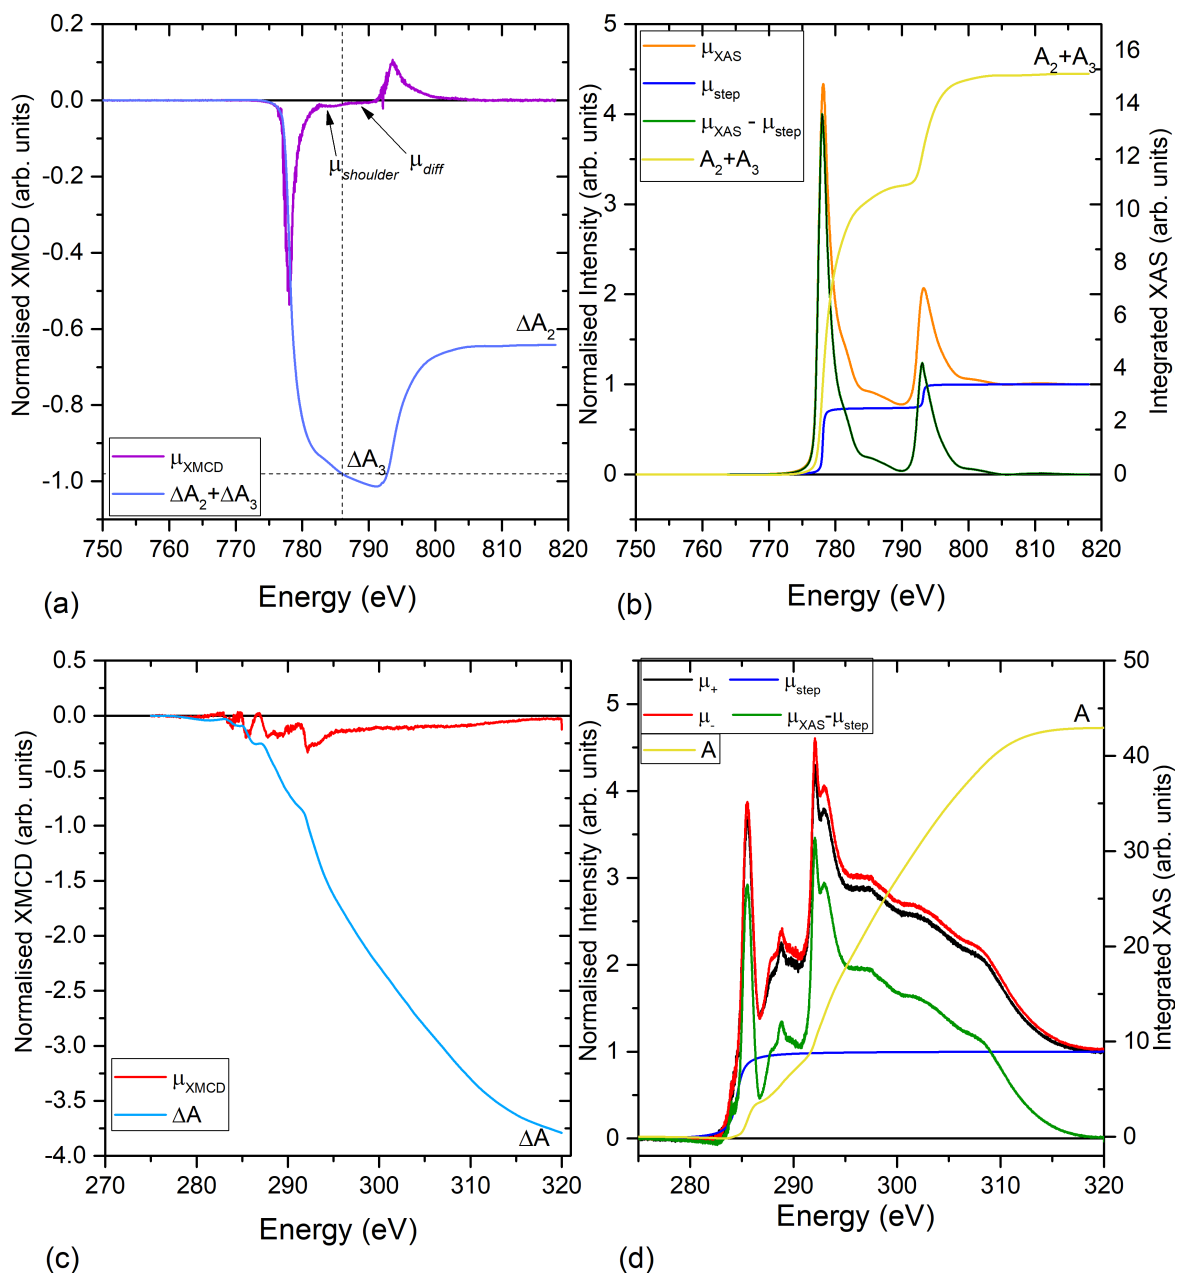 0.2
0.0
-0.2
-0.4
-0.6
-0.8
-1.0
Normalised XMCD (arb. units)
μshoulder
μdiff
ΔA2
ΔA3
μXMCD
ΔA2+ΔA3
750 760 770 780 790 800 810 820
Energy (eV)
(a)
5
4
3
2
1
0
Normalised Intensity (arb. units)
μXAS
μstep
μXAS - μstep
A2+A3
A2+A3
16
14
12
10
8
6
4
2
0
Integrated XAS (arb. units)
750 760 770 780 790 800 810 820
Energy (eV)
(b)
0.5
0.0
-0.5
-1.0
-1.5
-2.0
-2.5
-3.0
-3.5
-4.0
Normalised XMCD (arb. units)
μXMCD
ΔA
ΔA
270 280 290 300 310 320
Energy (eV)
(c)
5
4
3
2
1
0
Normalised Intensity (arb. units)
μ+ μstep
μ- μXAS-μstep
A
A
50
40
30
20
10
0
Integrated XAS (arb. units)
280 290 300 310 320
Energy (eV)
(d)